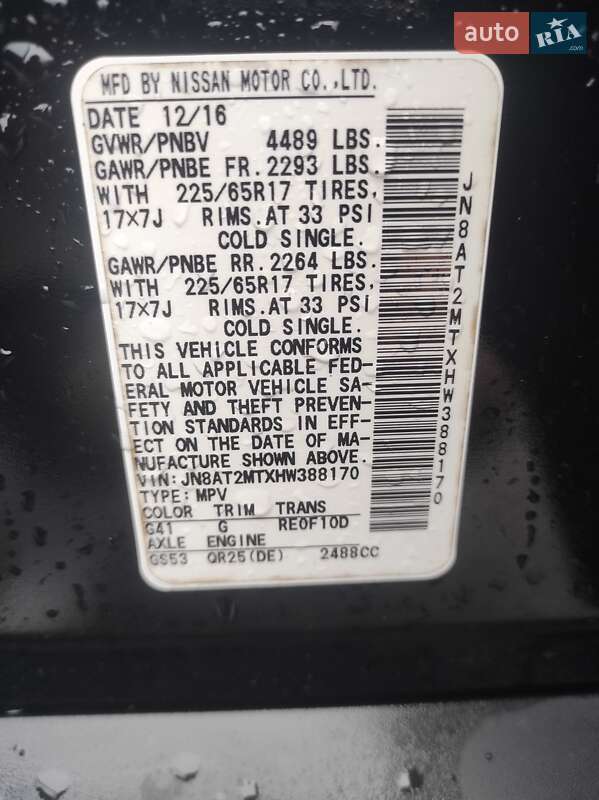 auto RIA.com
MFD BY NISSAN MOTOR CO.,LTD.
DATE 12/16
GVWR/PNBV 4489 LBS.
GAWR/PNBE FR. 2293 LBS.
WITH 225/65R17 TIRES,
17×7J RIMS.AT 33 PSI
COLD SINGLE.
GAWR/PNBE RR. 2264 LBS.
WITH 225/65R17 TIRES,
17×7J RIMS.AT 33 PSI
COLD SINGLE.
THIS VEHICLE CONFORMS
TO ALL APPLICABLE FED-
ERAL MOTOR VEHICLE SA-
FETY AND THEFT PREVEN-
TION STANDARDS IN EFF-
ECT ON THE DATE OF MA-
NUFACTURE SHOWN ABOVE.
VIN: JN8AT2MTXHW388170
TYPE: MPV
COLOR TRIM TRANS
G41 G RE0F10D
AXLE ENGINE
GS53 QR25(DE) 2488CC
JN8AT2MTXHW388170